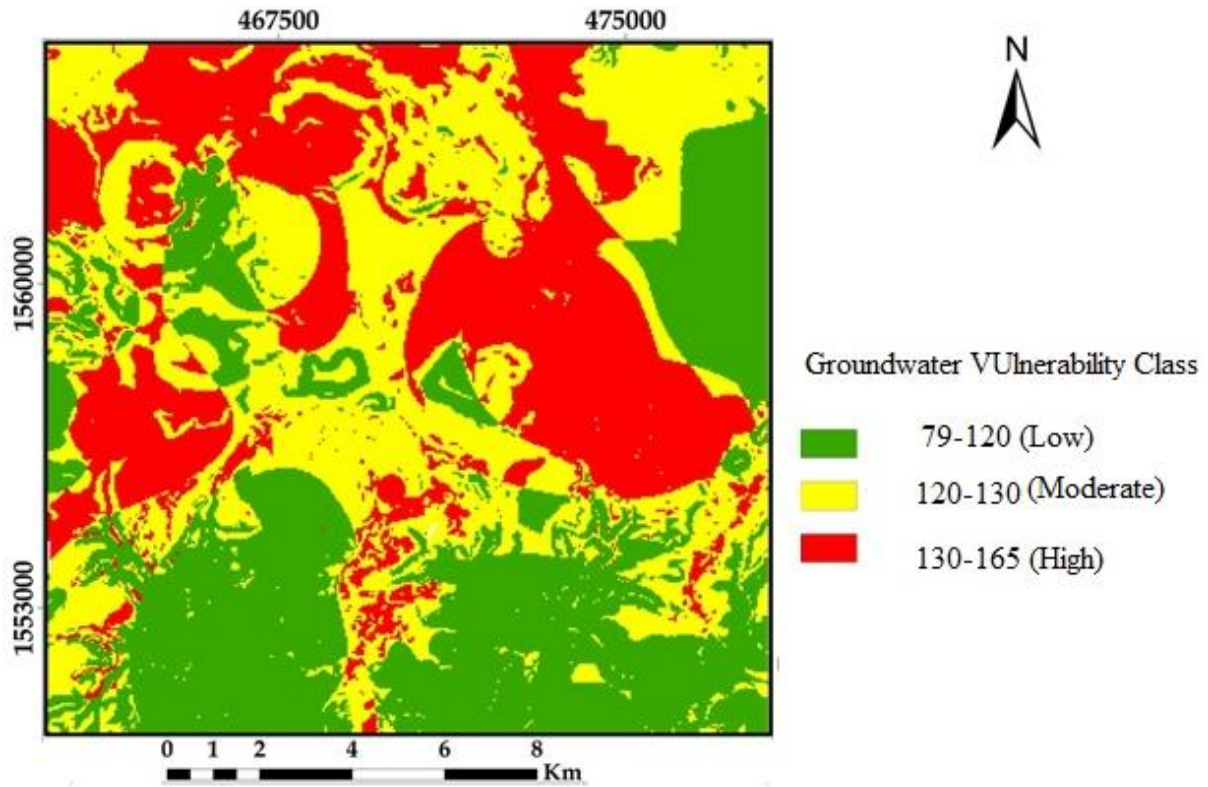 467500 475000
N
1560000
1553000
Groundwater VUlnerability Class
79-120 (Low)
120-130 (Moderate)
130-165 (High)
0 1 2 4 6 8
Km